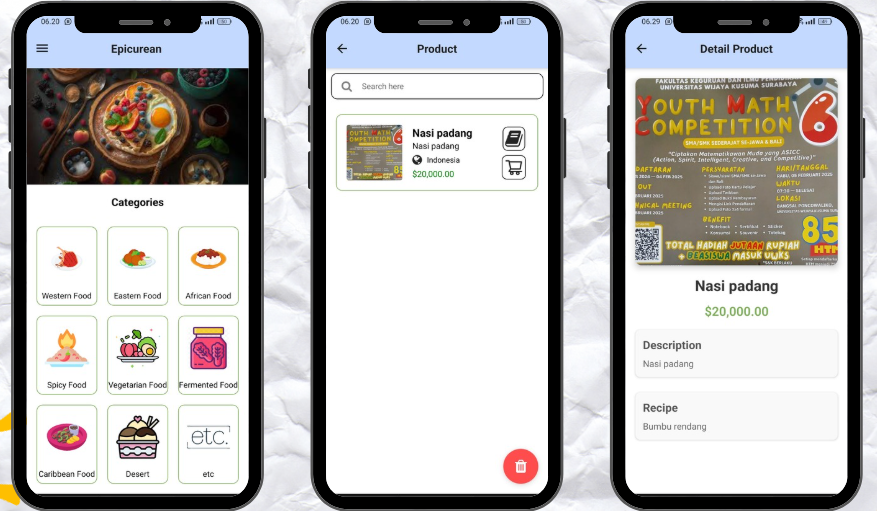 06.20
Epicurean
Categories
Western Food
Eastern Food
African Food
Spicy Food
Vegetarian Food
Fermented Food
Caribbean Food
Desert
etc.
etc
06.20
Product
Search here
Nasi padang
Nasi padang
Indonesia
$20,000.00
06.29
Detail Product
FAKULTAS KEGURUAN DAN ILMU
UNIVERSITAS WIJAYA KUSUMA SURABAYA
YOUTH MATH
COMPETITION 6
SMA/SMK SEDERAJAT SE-JAWA & BALI
"Ciptakan Matematikawan Muda yang ASICC
(Action, Spirit, Intelligent, Creative, and Competitive)"
DAFTARAN
PERSYARATAN
HARI/TANGGAL
WAKTU
LOKASI
OUT
HNICAL MEETING
BENEFIT
85
HTM
TOTAL HADIAH JUTAAN RUPIAH
+ BEASISWA MASUK UWKS
Nasi padang
$20,000.00
Description
Nasi padang
Recipe
Bumbu rendang